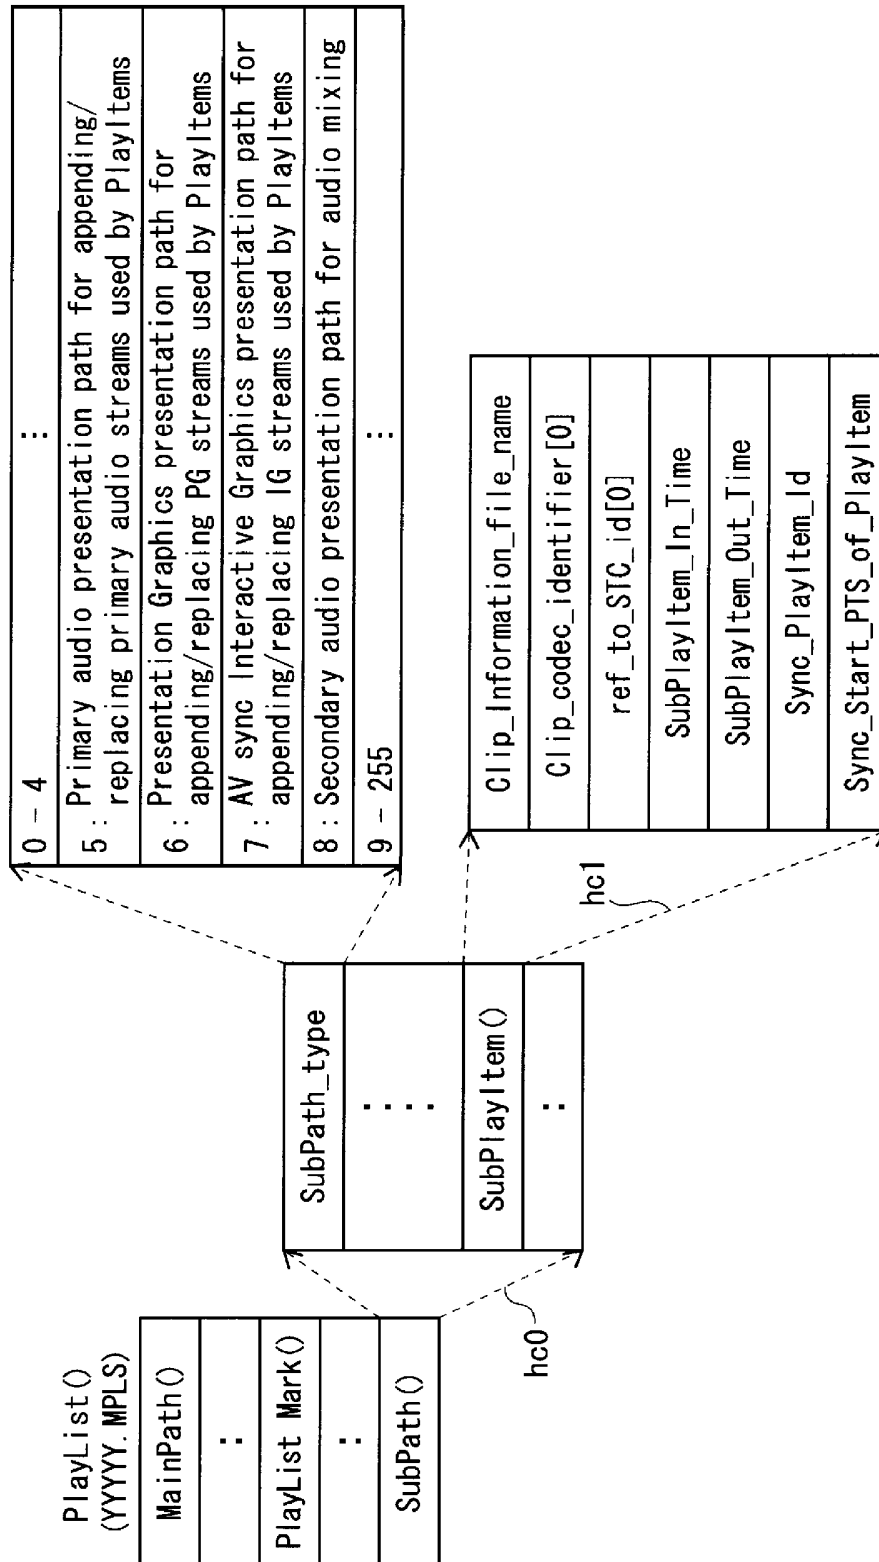 PlayList()
(YYYYY.MPLS)
MainPath()
:
PlayList Mark()
:
SubPath()
hc0
SubPath_type
....
SubPlayItem()
:
hc1
0 - 4 :
5: Primary audio presentation path for appending/
replacing primary audio streams used by PlayItems
6: Presentation Graphics presentation path for
appending/replacing PG streams used by PlayItems
7: AV sync Interactive Graphics presentation path for
appending/replacing IG streams used by PlayItems
8: Secondary audio presentation path for audio mixing
9 - 255 :
Clip_Information_file_name
Clip_codec_identifier[0]
ref_to_STC_id[0]
SubPlayItem_In_Time
SubPlayItem_Out_Time
Sync_PlayItem_Id
Sync_Start_PTS_of_PlayItem